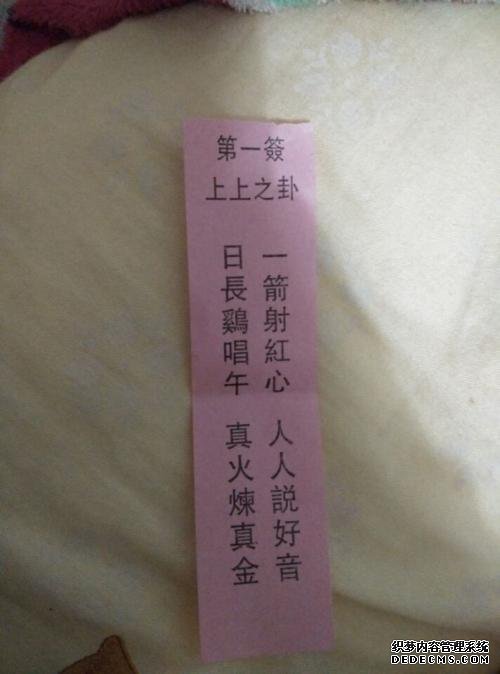 第一簽
上上之卦
一箭射紅心 人人説好音
日長鷄唱午 真火煉真金
织梦内容管理系统
DEDECMS.COM